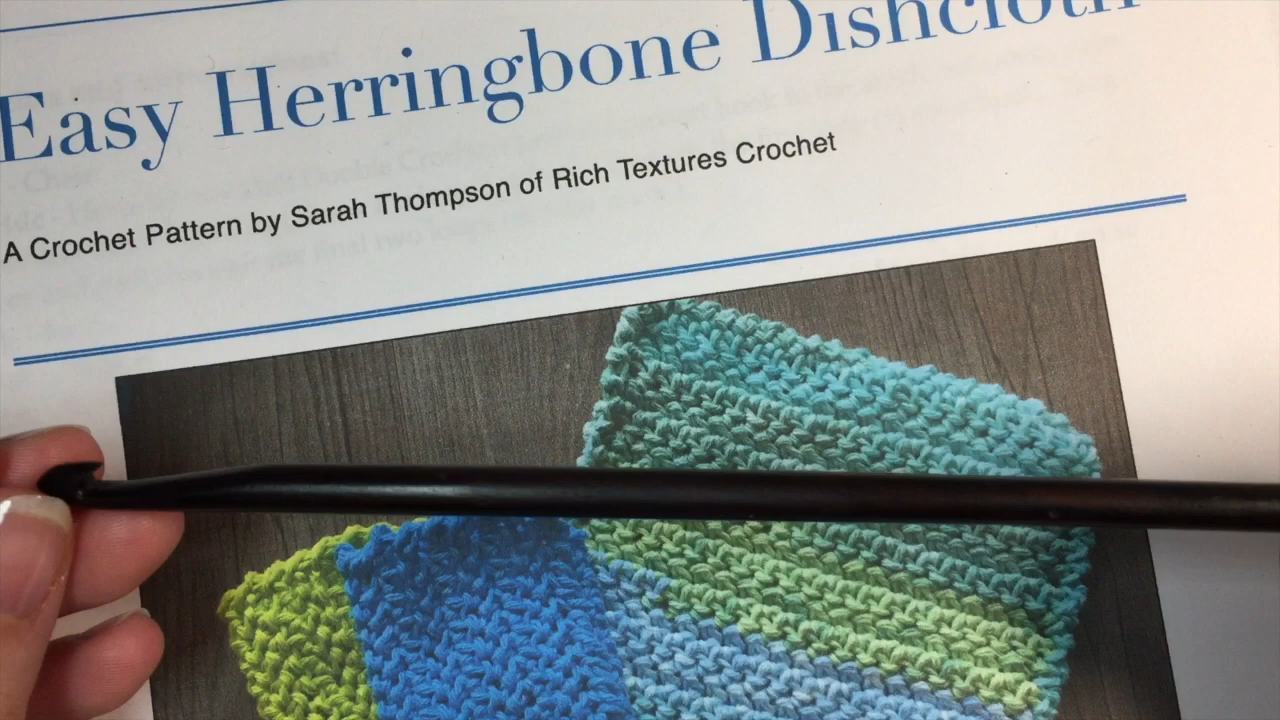 Easy Herringbone Dishcloth
A Crochet Pattern by Sarah Thompson of Rich Textures Crochet